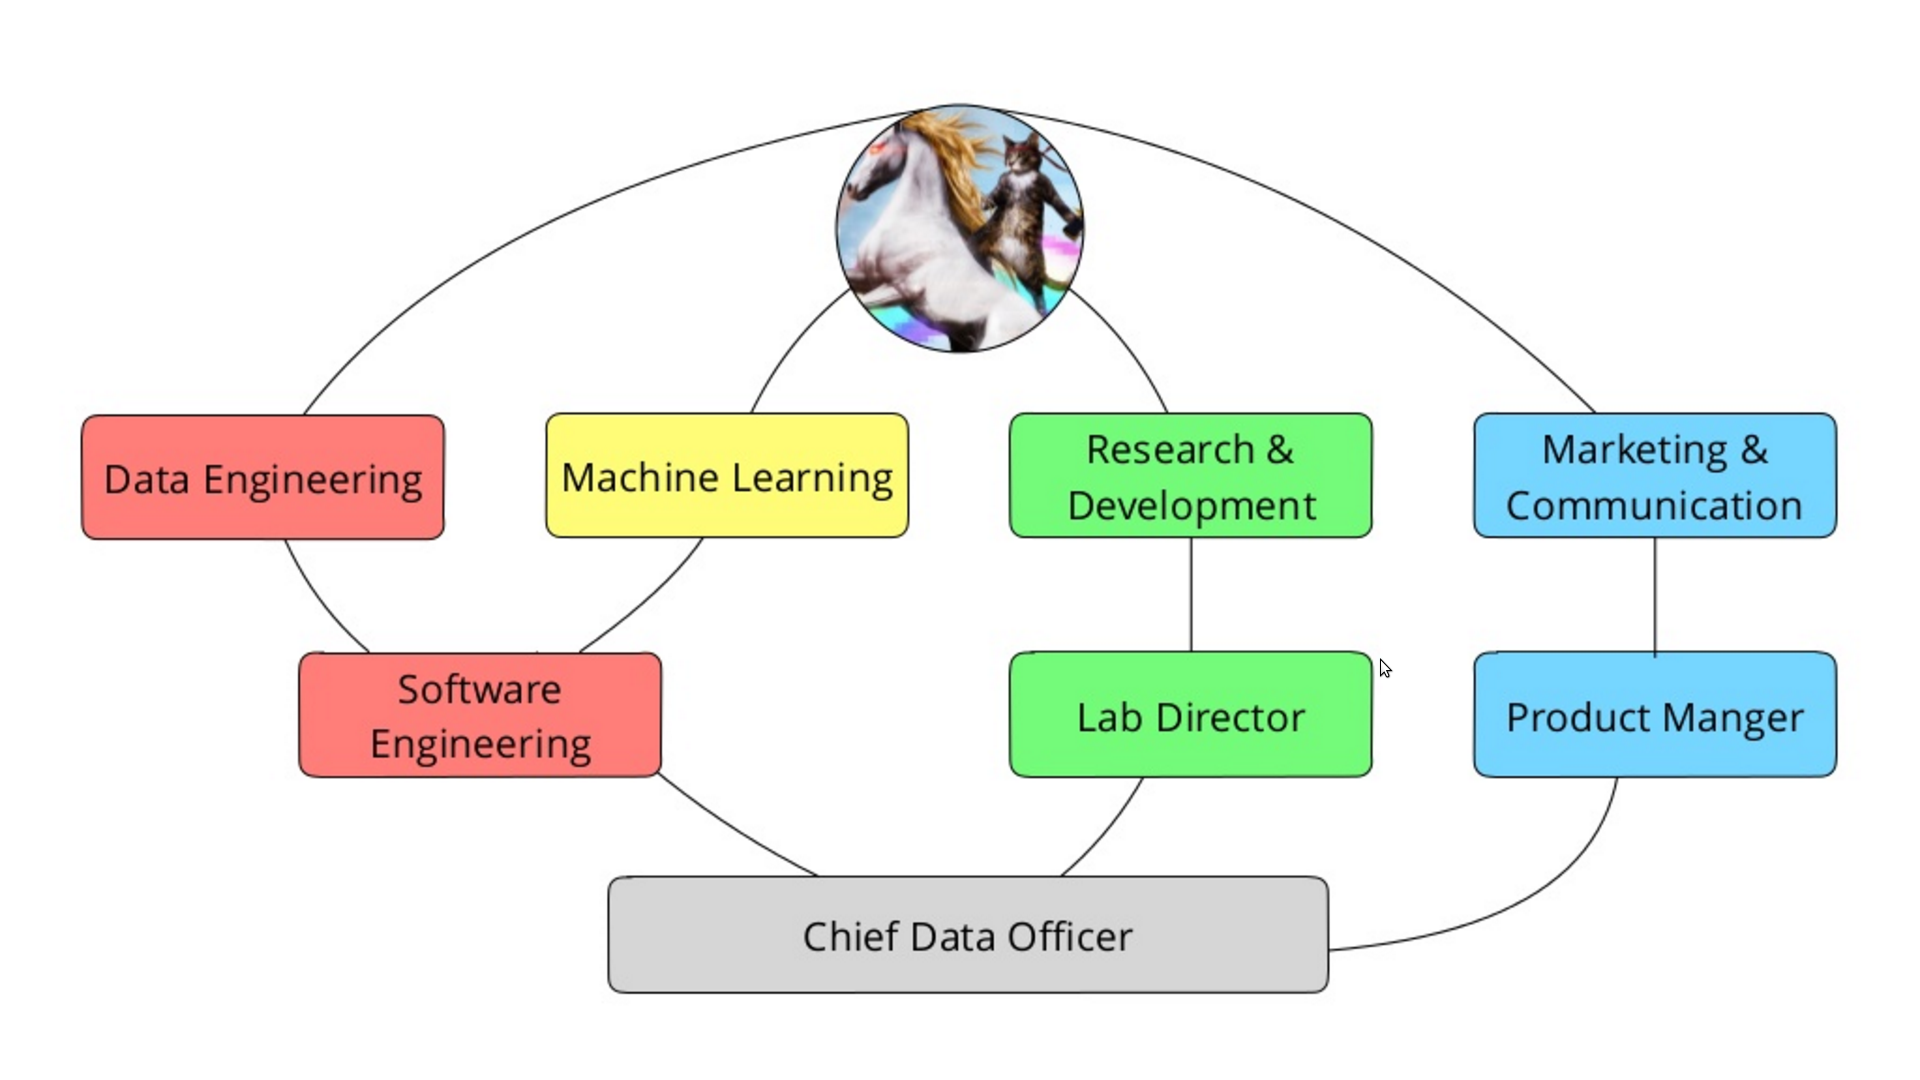 Data Engineering
Machine Learning
Research &
Development
Marketing &
Communication
Software
Engineering
Lab Director
Product Manger
Chief Data Officer